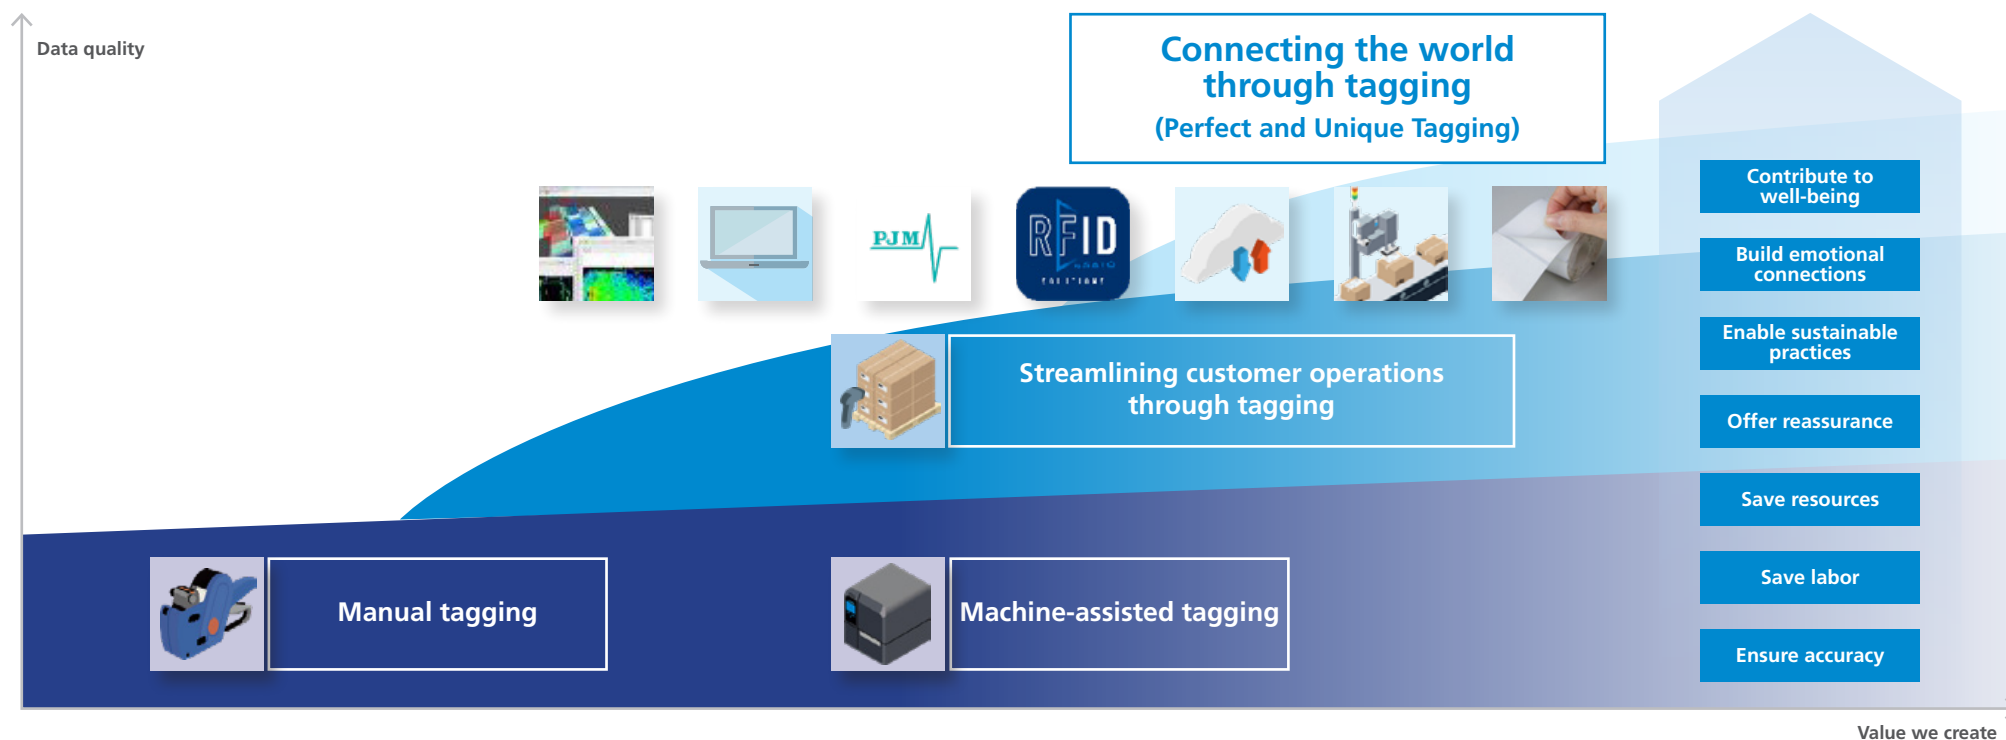 Data quality
Connecting the world
through tagging
(Perfect and Unique Tagging)
PJM
RFID
SOLUTIONS
Streamlining customer operations
through tagging
Manual tagging
Machine-assisted tagging
Contribute to
well-being
Build emotional
connections
Enable sustainable
practices
Offer reassurance
Save resources
Save labor
Ensure accuracy
Value we create